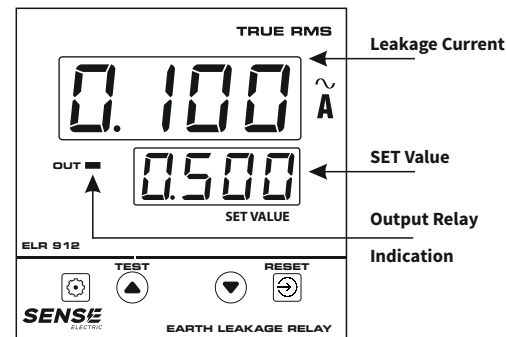 TRUE RMS
Leakage Current
0.100
~
A
OUT
0.500
SET Value
SET VALUE
Output Relay
Indication
ELR 912
TEST
RESET
SENSE
ELECTRIC
EARTH LEAKAGE RELAY